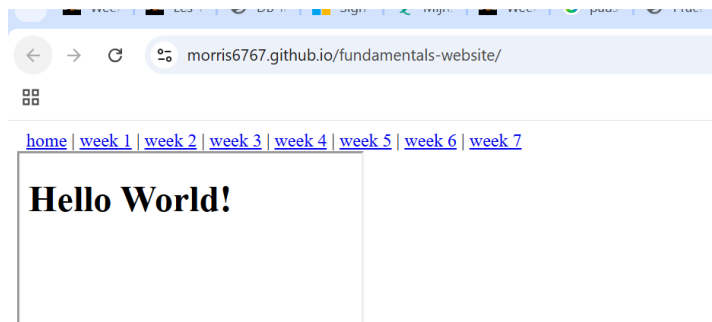 morris6767.github.io/fundamentals-website/
home | week 1 | week 2 | week 3 | week 4 | week 5 | week 6 | week 7
Hello World!